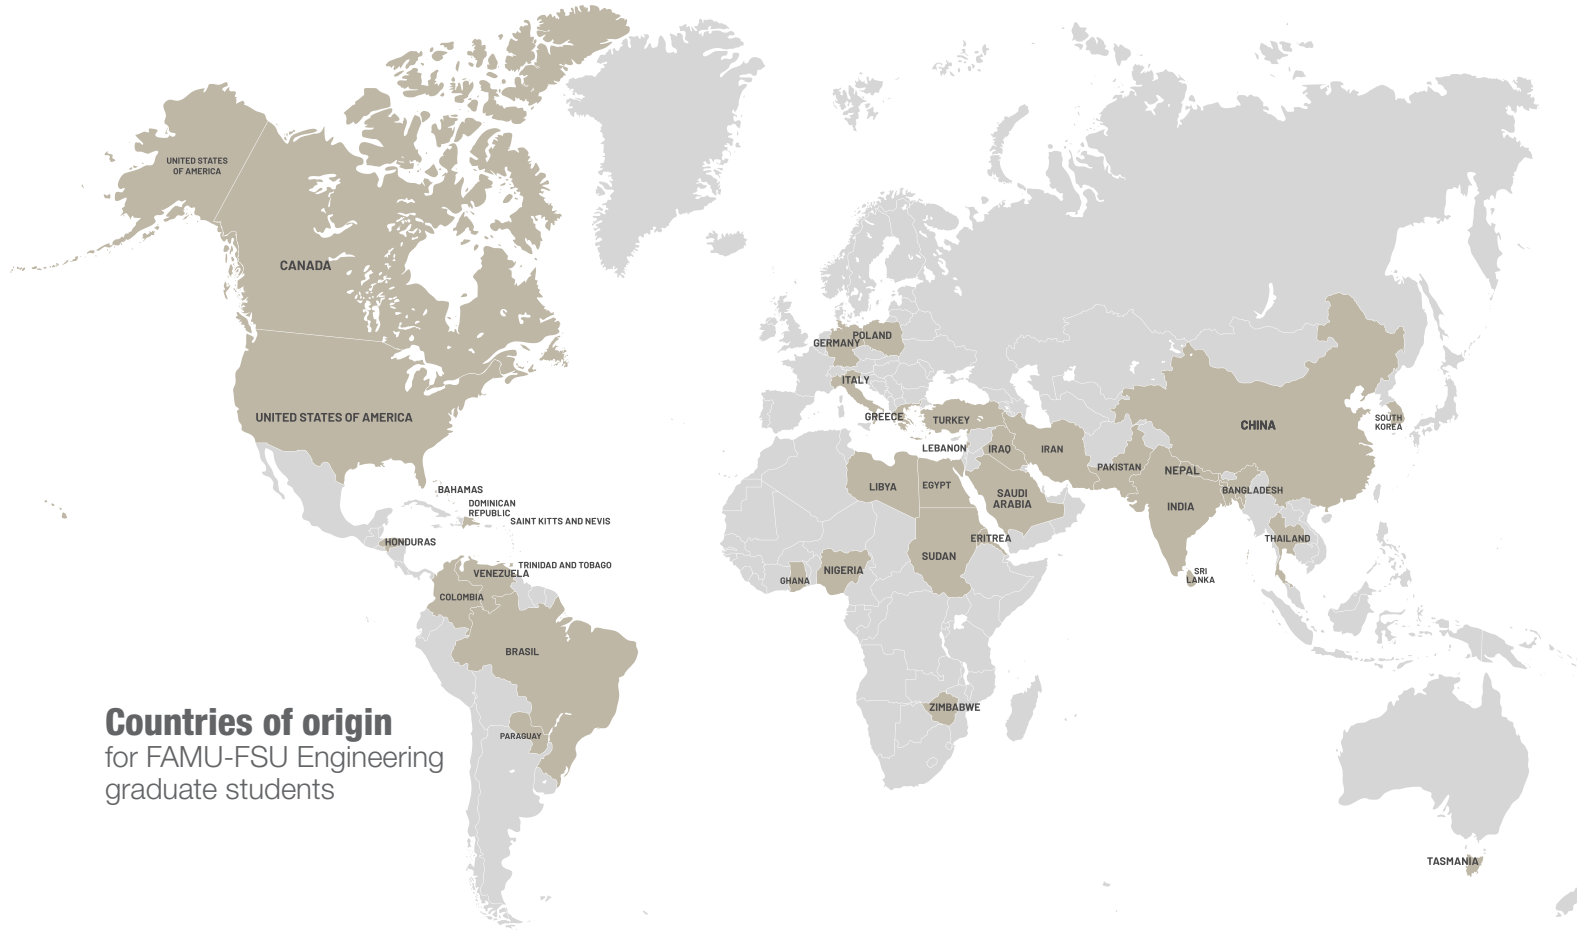 UNITED STATES
OF AMERICA
CANADA
UNITED STATES OF AMERICA
BAHAMAS
DOMINICAN
REPUBLIC
SAINT KITTS AND NEVIS
HONDURAS
TRINIDAD AND TOBAGO
VENEZUELA
COLOMBIA
BRASIL
PARAGUAY
POLAND
GERMANY
ITALY
GREECE
TURKEY
LEBANON
IRAQ
IRAN
LIBYA
EGYPT
SAUDI
ARABIA
ERITREA
SUDAN
NIGERIA
GHANA
ZIMBABWE
CHINA
SOUTH
KOREA
PAKISTAN
NEPAL
BANGLADESH
INDIA
THAILAND
SRI
LANKA
TASMANIA
Countries of origin
for FAMU-FSU Engineering
graduate students